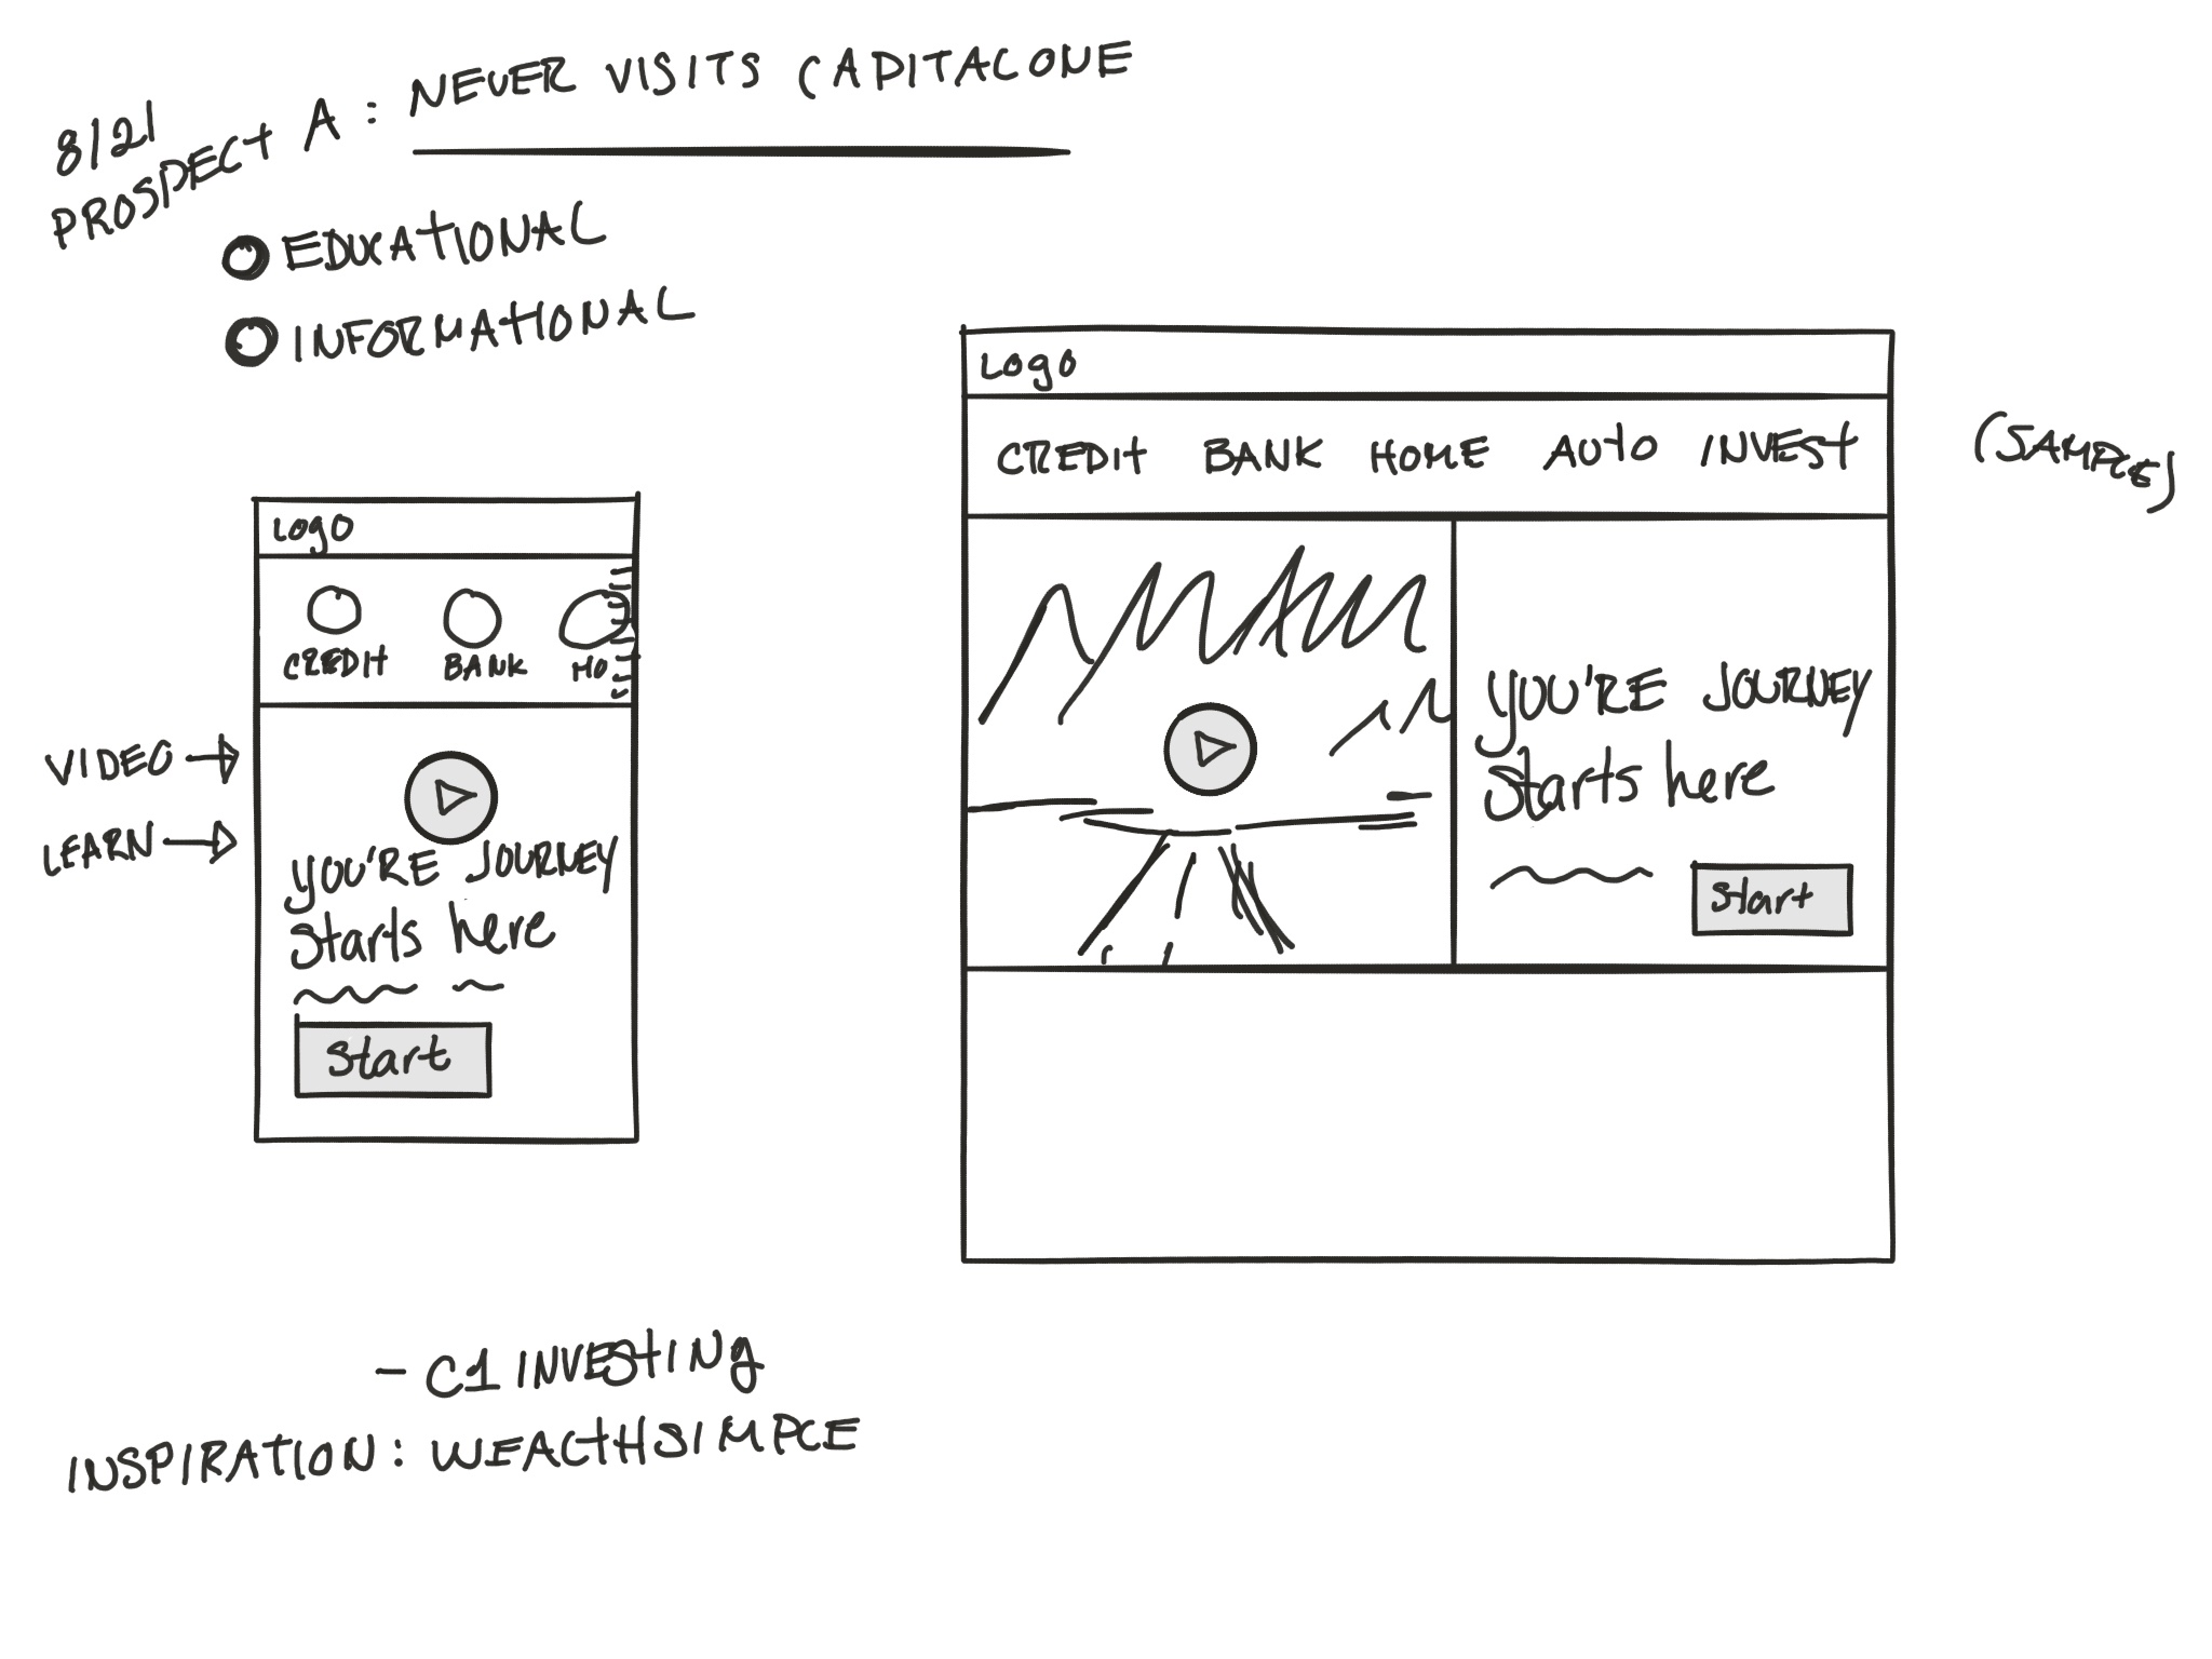 8/21
PROSPECT A: NEVER VISITS CAPITALONE
EDUCATIONAL
INFORMATIONAL
Logo
CREDIT BANK HO
VIDEO
LEARN
YOU'RE JOURNEY
starts here
Start
Logo
CREDIT BANK HOME AUTO INVEST
(SAMPLE)
YOU'RE JOURNEY
starts here
Start
- C1 INVESTING
INSPIRATION: WEALTHSIMPLE